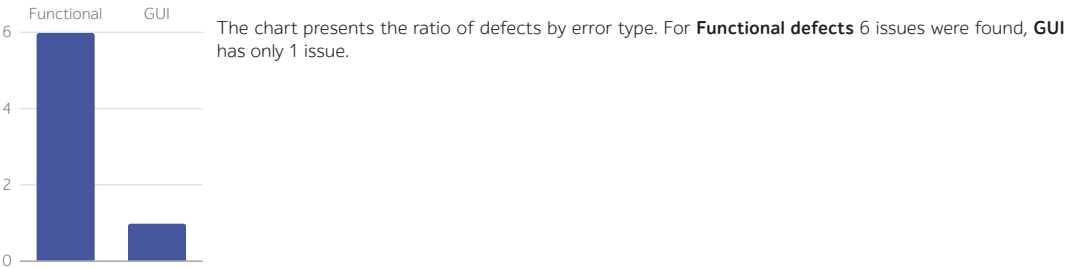 Functional GUI
6
4
2
0
The chart presents the ratio of defects by error type. For Functional defects 6 issues were found, GUI
has only 1 issue.